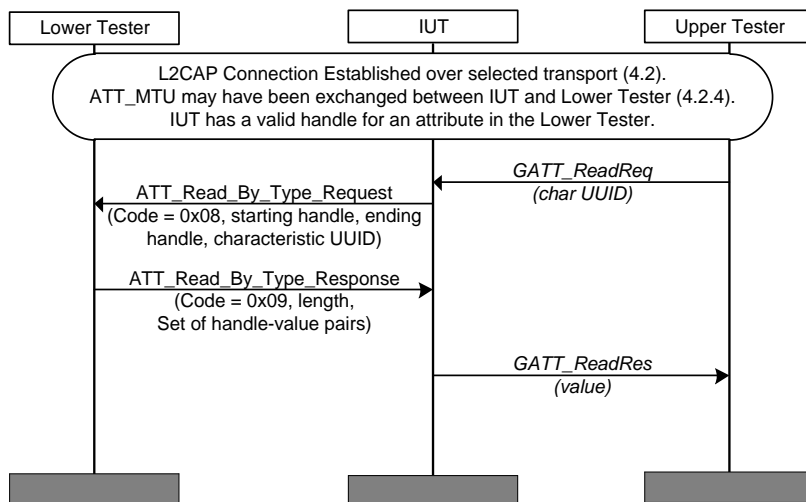 Lower Tester
IUT
Upper Tester
L2CAP Connection Established over selected transport (4.2).
ATT_MTU may have been exchanged between IUT and Lower Tester (4.2.4).
IUT has a valid handle for an attribute in the Lower Tester.
GATT_ReadReq
(char UUID)
ATT_Read_By_Type_Request
(Code = 0x08, starting handle, ending
handle, characteristic UUID)
ATT_Read_By_Type_Response
(Code = 0x09, length,
Set of handle-value pairs)
GATT_ReadRes
(value)